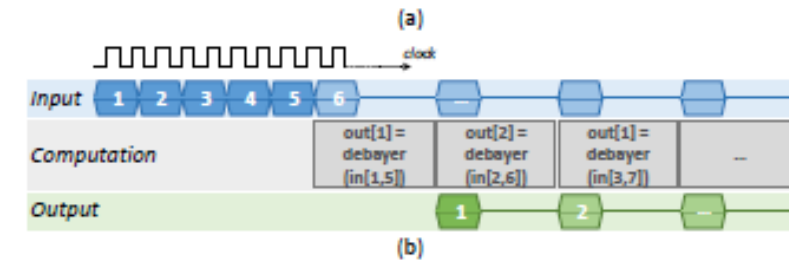 (a)
clock
Input 1 2 3 4 5 6 ...
Computation
out[1] =
debayer
(in[1,5])
out[2] =
debayer
(in[2,6])
out[1] =
debayer
(in[3,7])
...
Output 1 2 ...
(b)